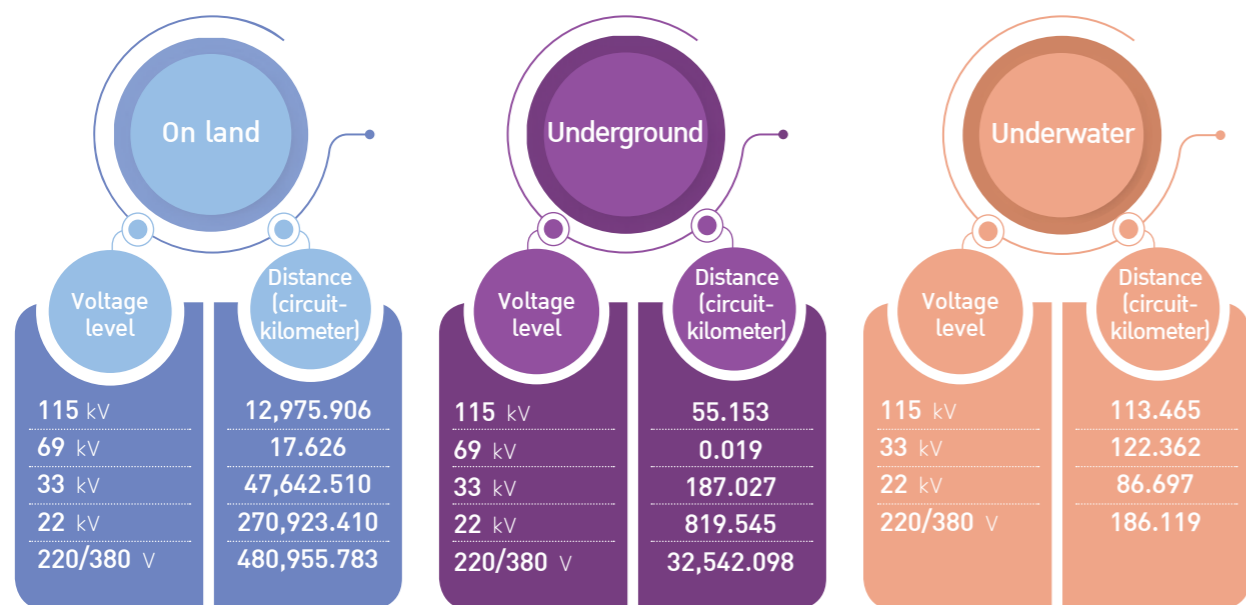 On land
Voltage
level
Distance
(circuit-
kilometer)
115 kV 12,975.906
69 kV 17.626
33 kV 47,642.510
22 kV 270,923.410
220/380 V 480,955.783
Underground
Voltage
level
Distance
(circuit-
kilometer)
115 kV 55.153
69 kV 0.019
33 kV 187.027
22 kV 819.545
220/380 V 32,542.098
Underwater
Voltage
level
Distance
(circuit-
kilometer)
115 kV 113.465
33 kV 122.362
22 kV 86.697
220/380 V 186.119